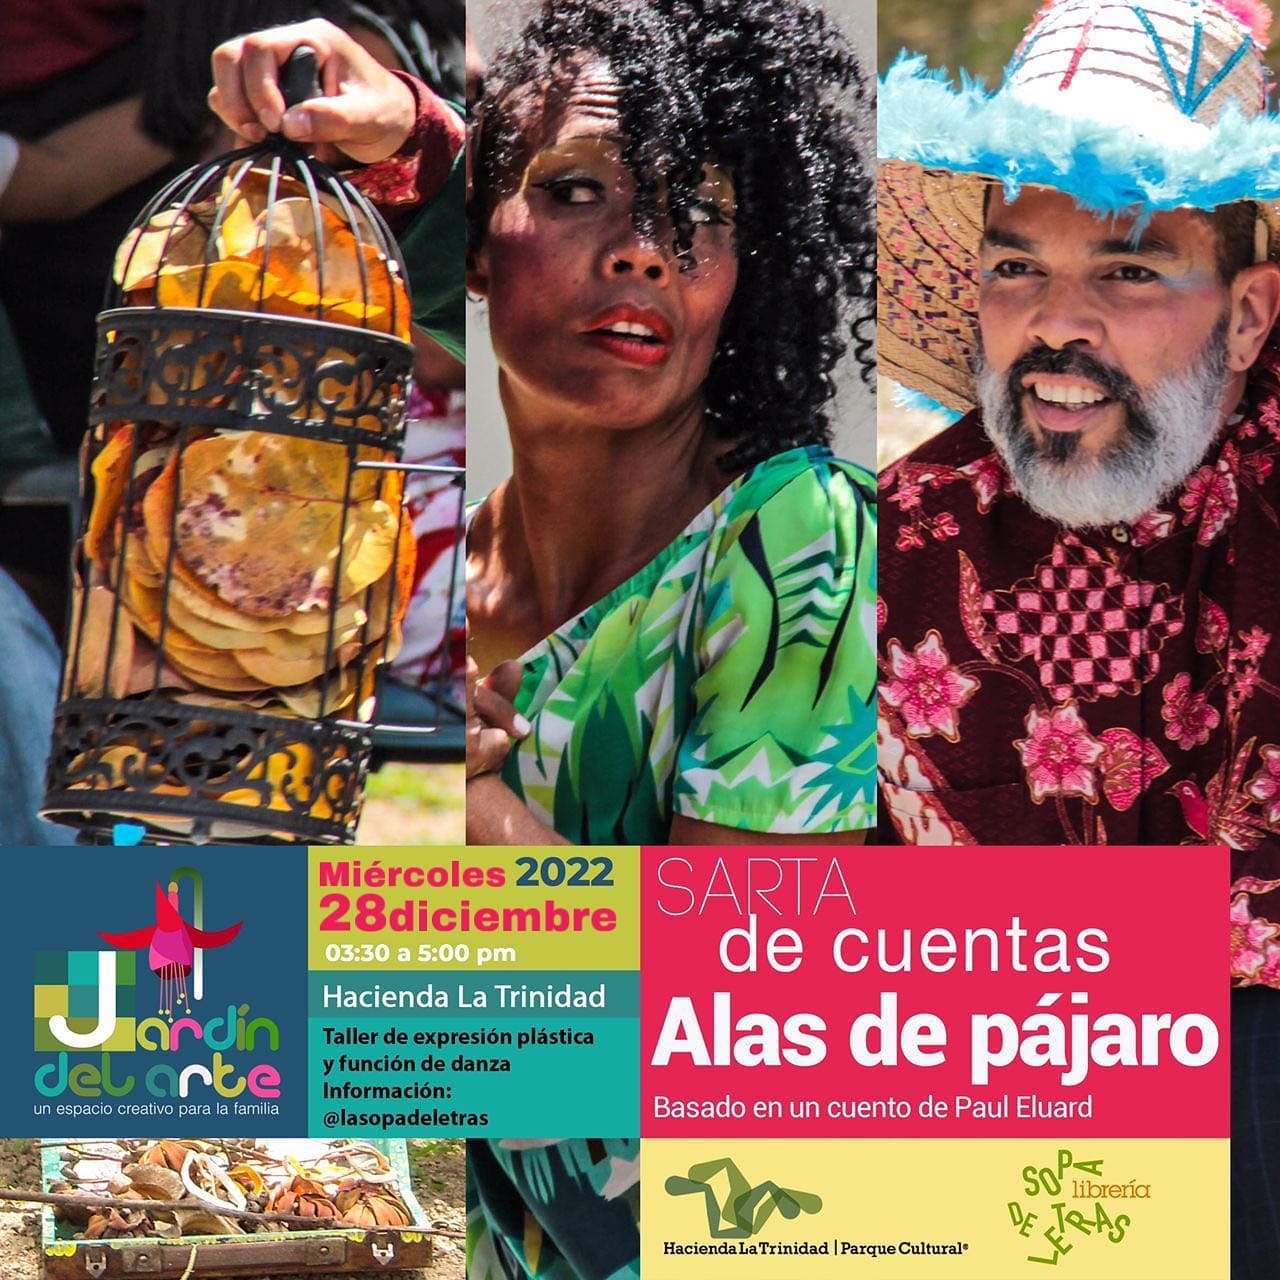 Jardín
del arte
un espacio creativo para la familia
Miércoles 2022
28diciembre
03:30 a 5:00 pm
Hacienda La Trinidad
Taller de expresión plástica
y función de danza
Información:
@lasopadeletras
SARTA
de cuentas
Alas de pájaro
Basado en un cuento de Paul Eluard
Hacienda La Trinidad | Parque Cultural®
SOPA
librería
DE
LETRAS